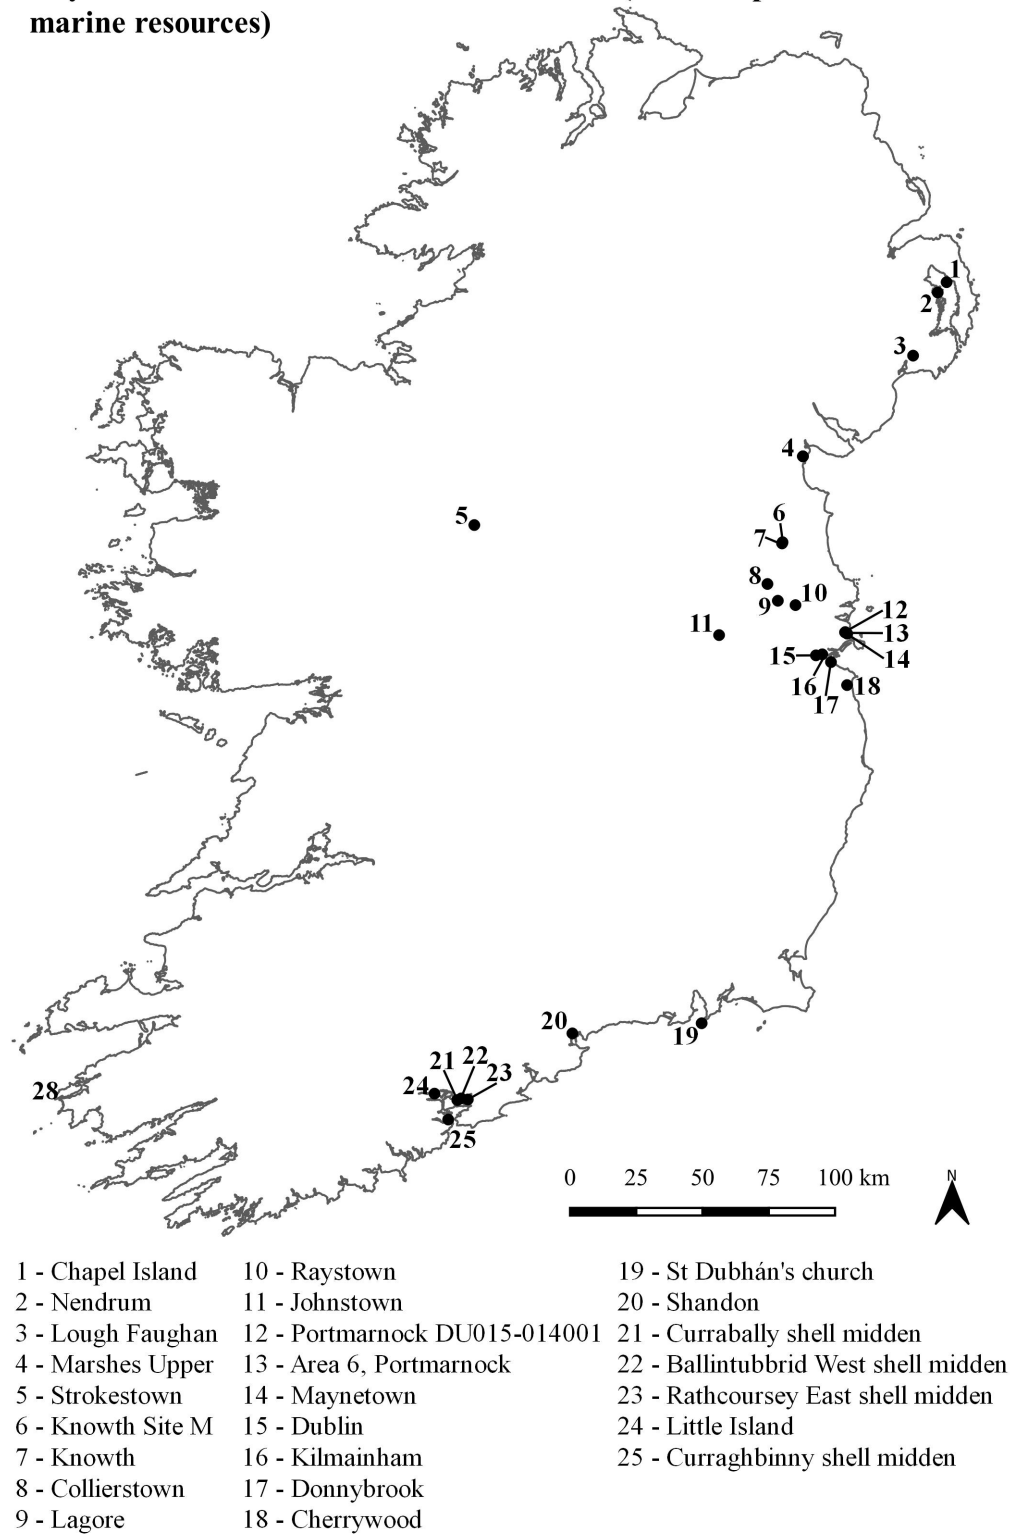 marine resources)
1
2
3
4
5
6
7
8
9
10
11
12
13
14
15
16
17
18
19
20
21
22
23
24
25
28
0 25 50 75 100 km
N
1 - Chapel Island
2 - Nendrum
3 - Lough Faughan
4 - Marshes Upper
5 - Strokestown
6 - Knowth Site M
7 - Knowth
8 - Collierstown
9 - Lagore
10 - Raystown
11 - Johnstown
12 - Portmarnock DU015-014001
13 - Area 6, Portmarnock
14 - Maynetown
15 - Dublin
16 - Kilmainham
17 - Donnybrook
18 - Cherrywood
19 - St Dubhán's church
20 - Shandon
21 - Currabally shell midden
22 - Ballintubbrid West shell midden
23 - Rathcoursey East shell midden
24 - Little Island
25 - Curraghbinny shell midden